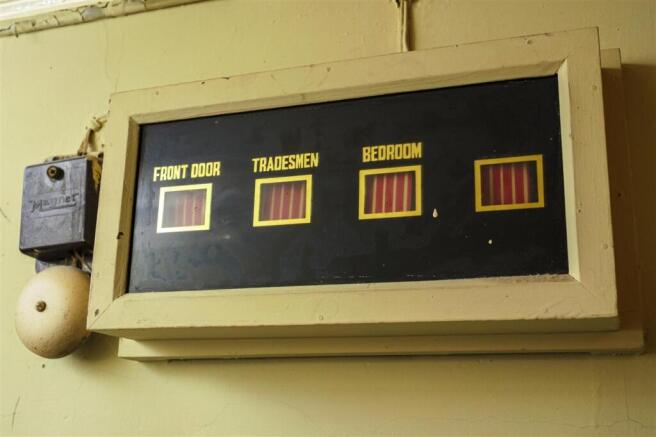 FRONT DOOR
TRADESMEN
BEDROOM
Magnet